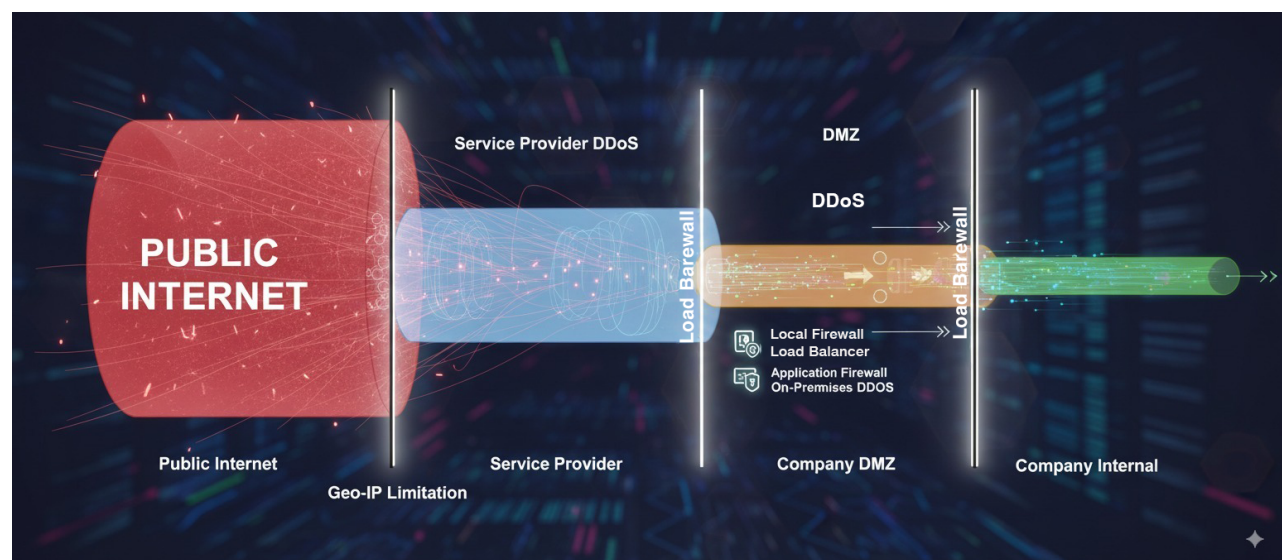 Service Provider DDoS
DMZ
DDoS
PUBLIC
INTERNET
Load Barewall
Load Barewall
Local Firewall
Load Balancer
Application Firewall
On-Premises DDOS
Public Internet
Service Provider
Company DMZ
Company Internal
Geo-IP Limitation